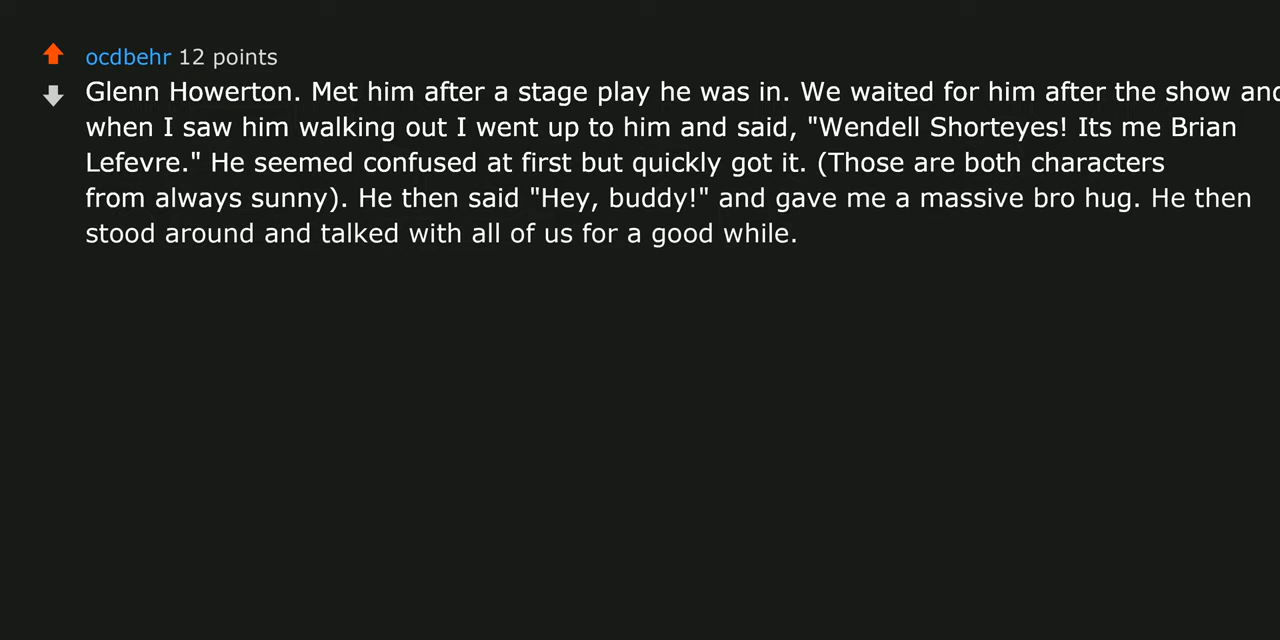 ocdbehr 12 points
Glenn Howerton. Met him after a stage play he was in. We waited for him after the show and
when I saw him walking out I went up to him and said, "Wendell Shorteyes! Its me Brian
Lefevre." He seemed confused at first but quickly got it. (Those are both characters
from always sunny). He then said "Hey, buddy!" and gave me a massive bro hug. He then
stood around and talked with all of us for a good while.